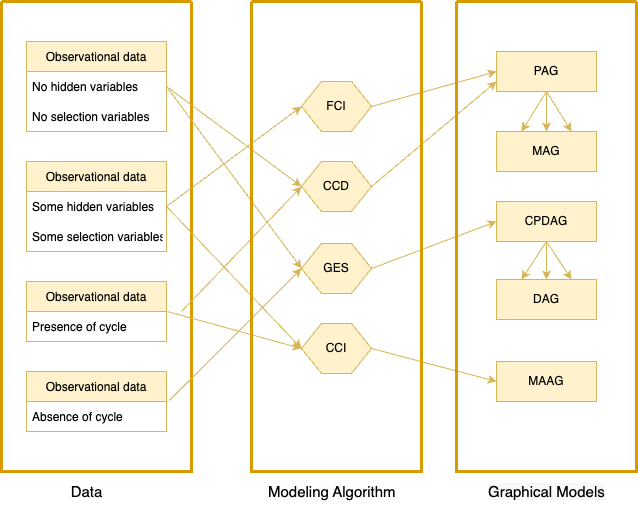 Observational data
No hidden variables
No selection variables
Observational data
Some hidden variables
Some selection variables
Observational data
Presence of cycle
Observational data
Absence of cycle
Data
FCI
CCD
GES
CCI
Modeling Algorithm
PAG
MAG
CPDAG
DAG
MAAG
Graphical Models